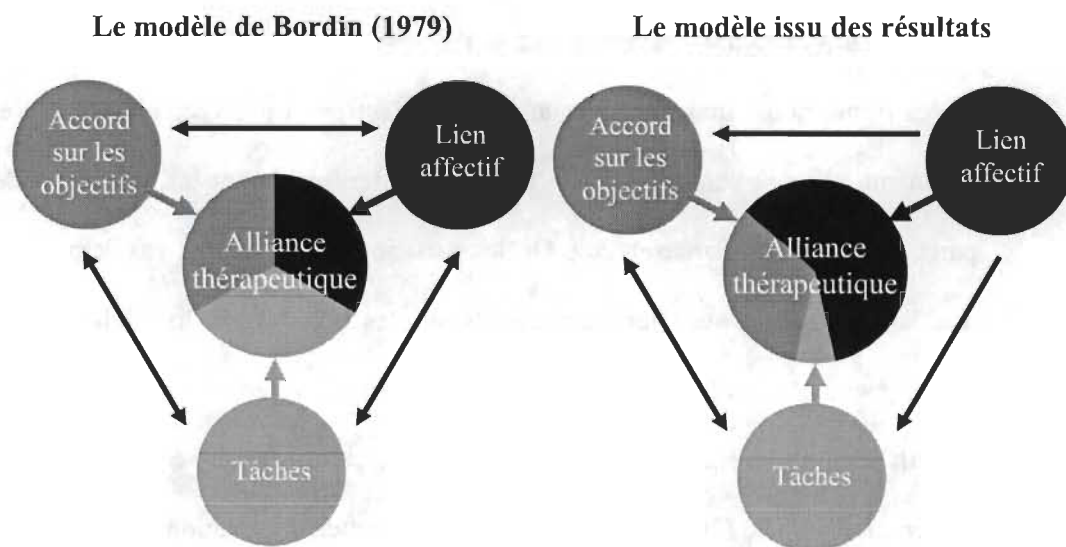 Le modèle de Bordin (1979)
Le modèle issu des résultats
Accord
sur les
objectifs
Lien
affectif
Alliance
thérapeutique
Tâches
Accord
sur les
objectifs
Lien
affectif
Alliance
thérapeutique
Tâches